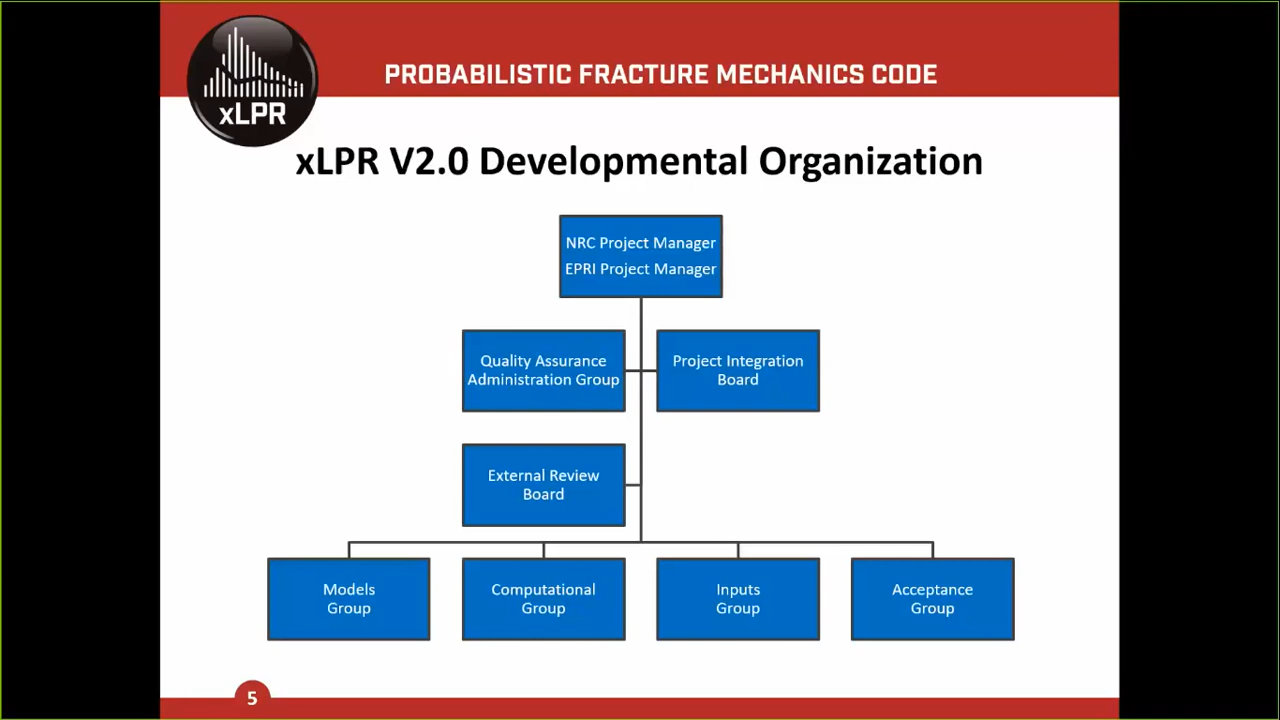 PROBABILISTIC FRACTURE MECHANICS CODE
xLPR
xLPR V2.0 Developmental Organization
NRC Project Manager
EPRI Project Manager
Quality Assurance
Administration Group
Project Integration
Board
External Review
Board
Models
Group
Computational
Group
Inputs
Group
Acceptance
Group
5